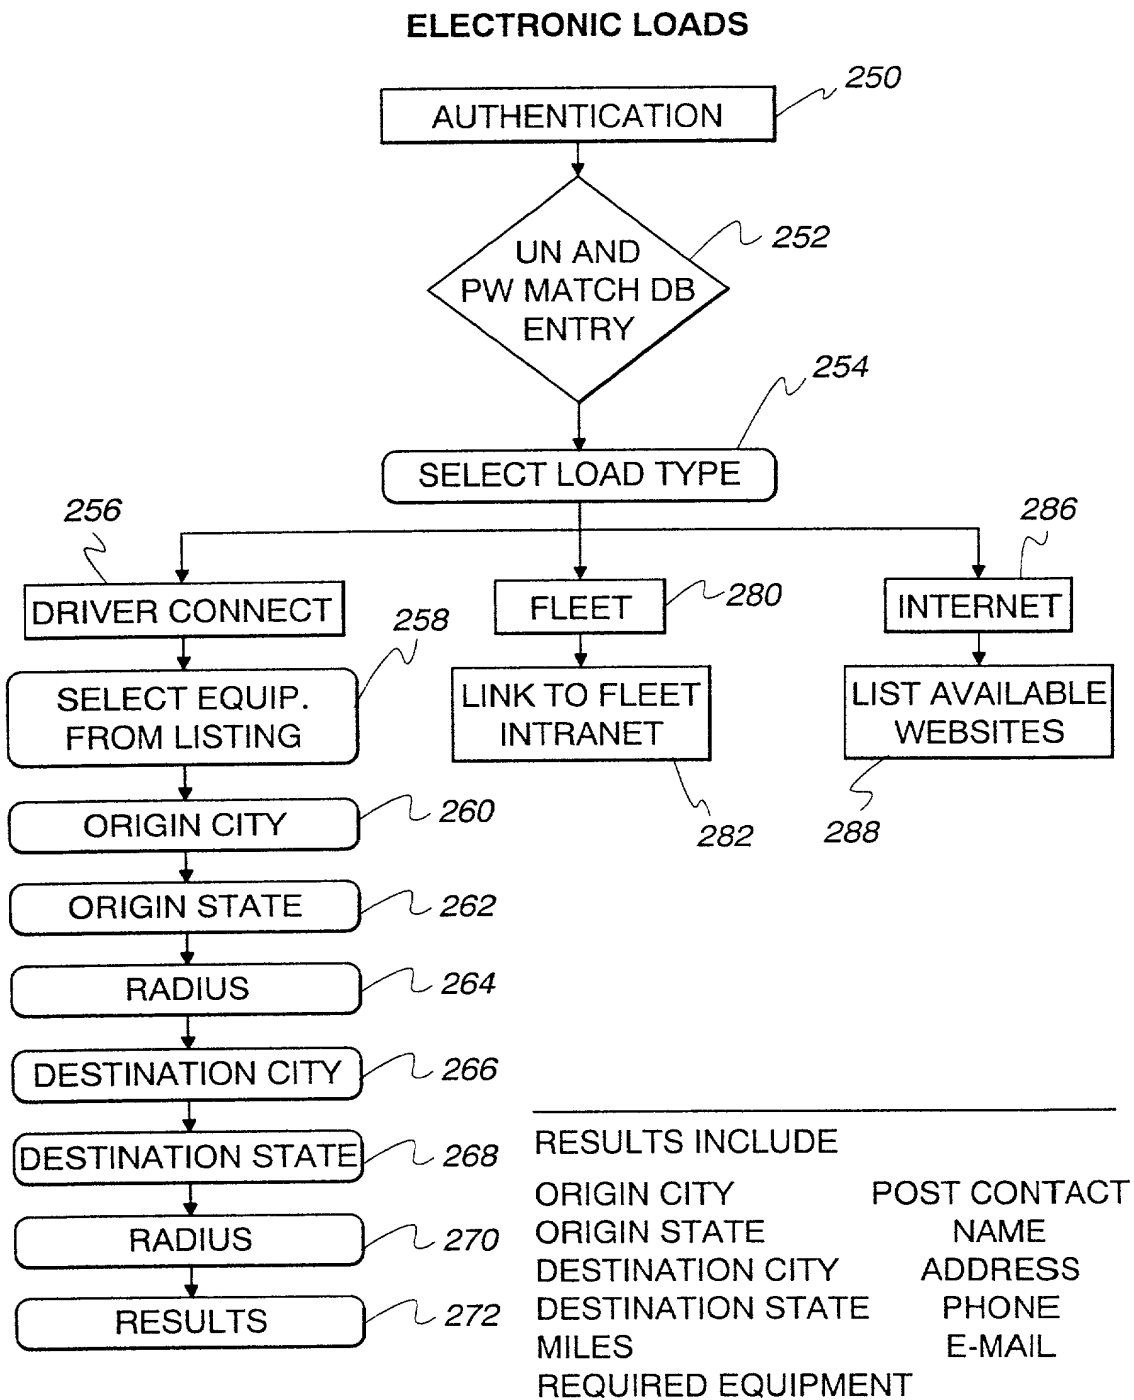 ELECTRONIC LOADS
250
AUTHENTICATION
252
UN AND
PW MATCH DB
ENTRY
254
SELECT LOAD TYPE
256
DRIVER CONNECT
258
SELECT EQUIP.
FROM LISTING
ORIGIN CITY
260
ORIGIN STATE
262
RADIUS
264
DESTINATION CITY
266
DESTINATION STATE
268
RADIUS
270
RESULTS
272
FLEET
280
LINK TO FLEET
INTRANET
282
286
INTERNET
LIST AVAILABLE
WEBSITES
288
RESULTS INCLUDE
ORIGIN CITY
ORIGIN STATE
DESTINATION CITY
DESTINATION STATE
MILES
REQUIRED EQUIPMENT
POST CONTACT
NAME
ADDRESS
PHONE
E-MAIL